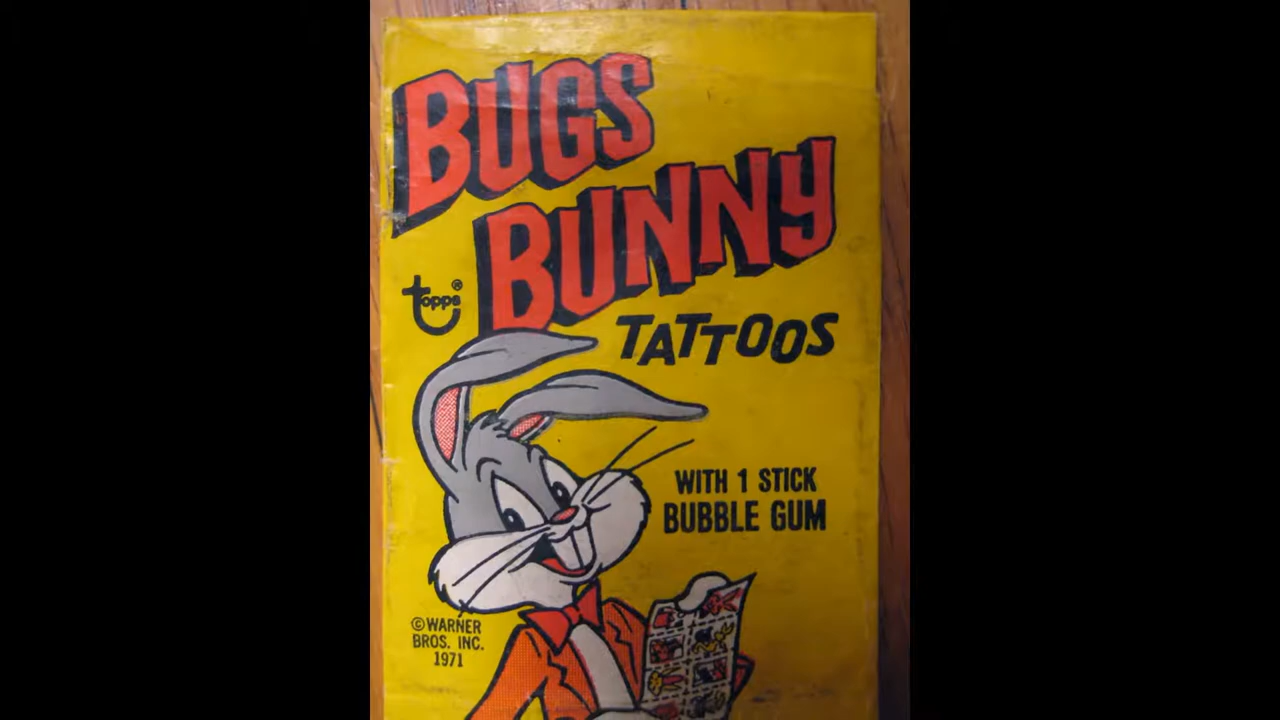 BUGS
BUNNY
topps®
TATTOOS
WITH 1 STICK
BUBBLE GUM
©WARNER
BROS. INC.
1971